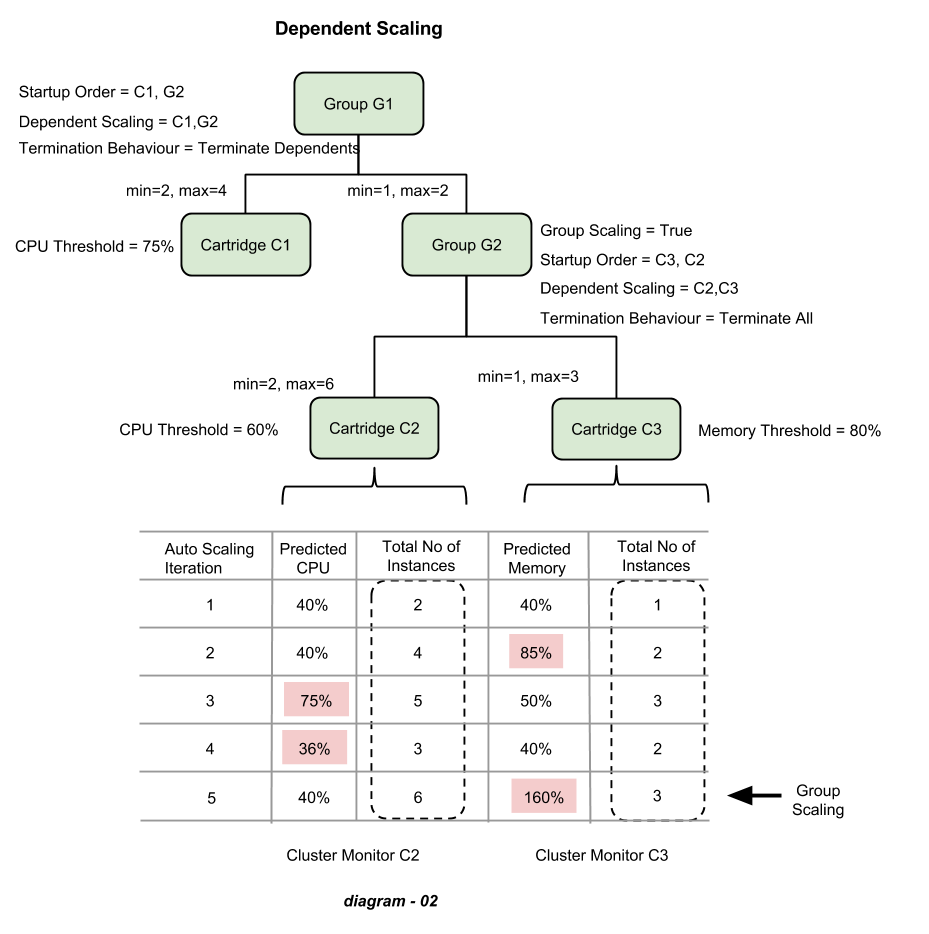 Dependent Scaling
Startup Order = C1, G2
Dependent Scaling = C1,G2
Termination Behaviour = Terminate Dependents
Group G1
min=2, max=4
min=1, max=2
CPU Threshold = 75%
Cartridge C1
Group G2
Group Scaling = True
Startup Order = C3, C2
Dependent Scaling = C2,C3
Termination Behaviour = Terminate All
min=2, max=6
min=1, max=3
CPU Threshold = 60%
Cartridge C2
Cartridge C3
Memory Threshold = 80%
Auto Scaling
Iteration
Predicted
CPU
Total No of
Instances
Predicted
Memory
Total No of
Instances
1 40% 2 40% 1
2 40% 4 85% 2
3 75% 5 50% 3
4 36% 3 40% 2
5 40% 6 160% 3
Group
Scaling
Cluster Monitor C2
Cluster Monitor C3
diagram - 02